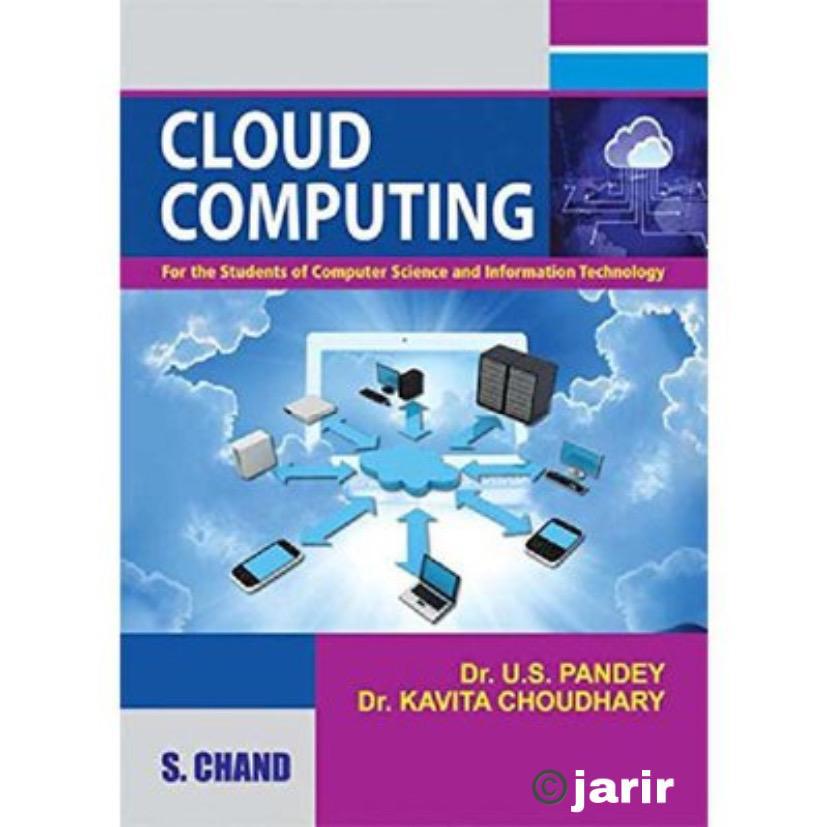 CLOUD
COMPUTING
For the Students of Computer Science and Information Technology
Dr. U.S. PANDEY
Dr. KAVITA CHOUDHARY
S. CHAND
©jarir